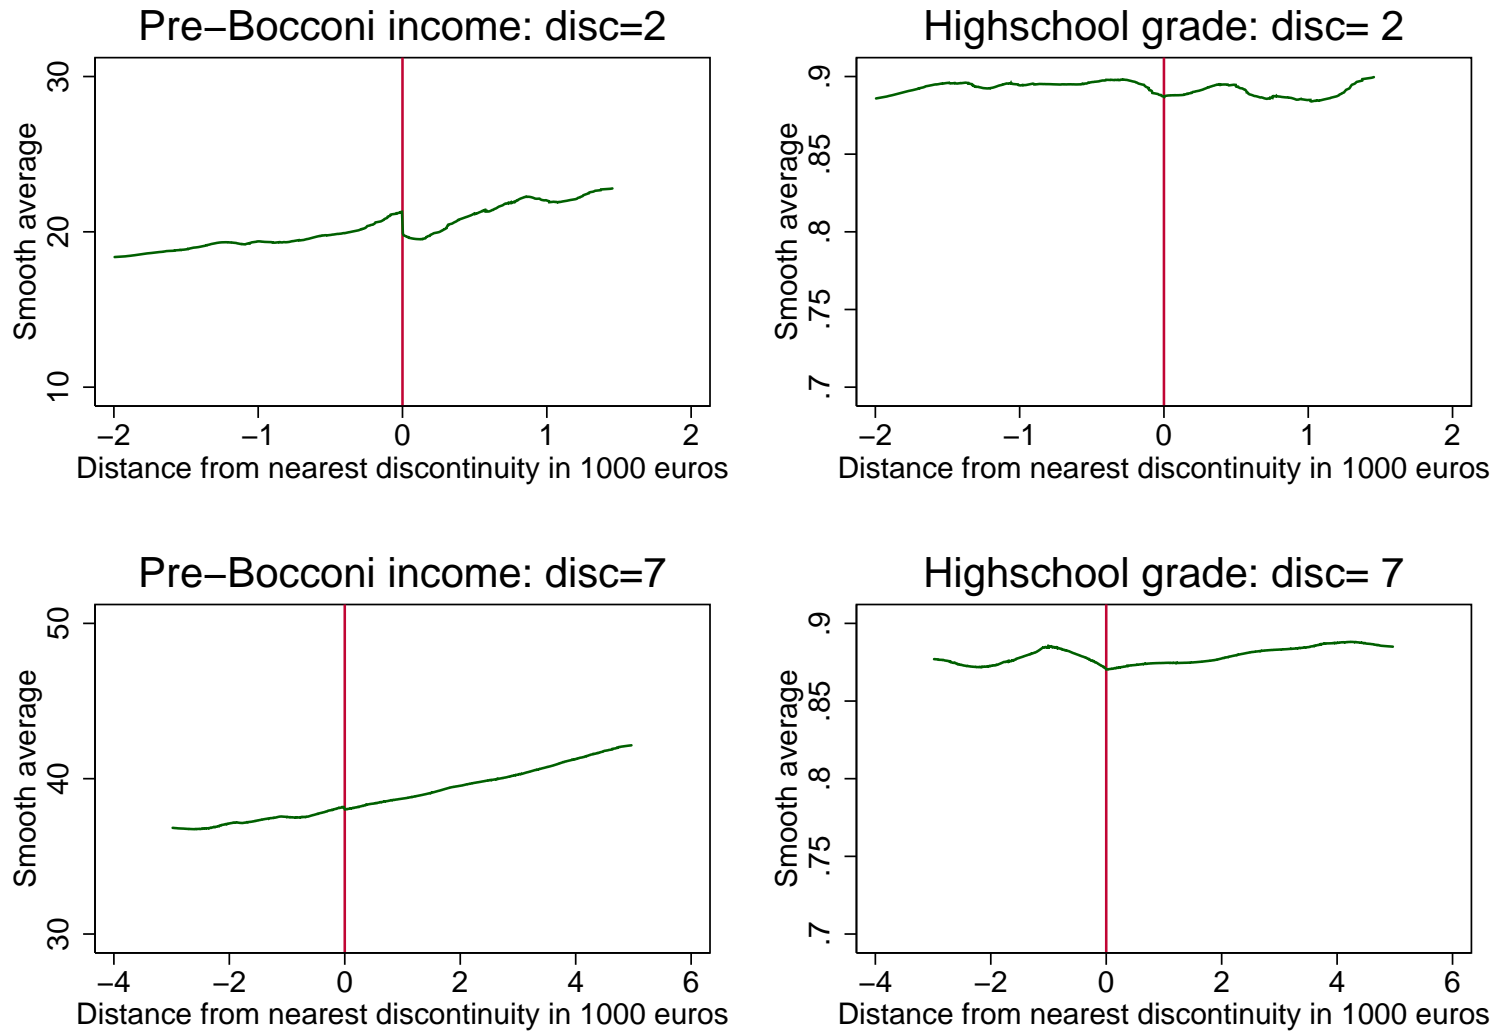 Pre−Bocconi income: disc=2
Smooth average
30
20
10
−2 −1 0 1 2
Distance from nearest discontinuity in 1000 euros
Highschool grade: disc= 2
Smooth average
.9
.85
.8
.75
.7
−2 −1 0 1 2
Distance from nearest discontinuity in 1000 euros
Pre−Bocconi income: disc=7
Smooth average
50
40
30
−4 −2 0 2 4 6
Distance from nearest discontinuity in 1000 euros
Highschool grade: disc= 7
Smooth average
.9
.85
.8
.75
.7
−4 −2 0 2 4 6
Distance from nearest discontinuity in 1000 euros